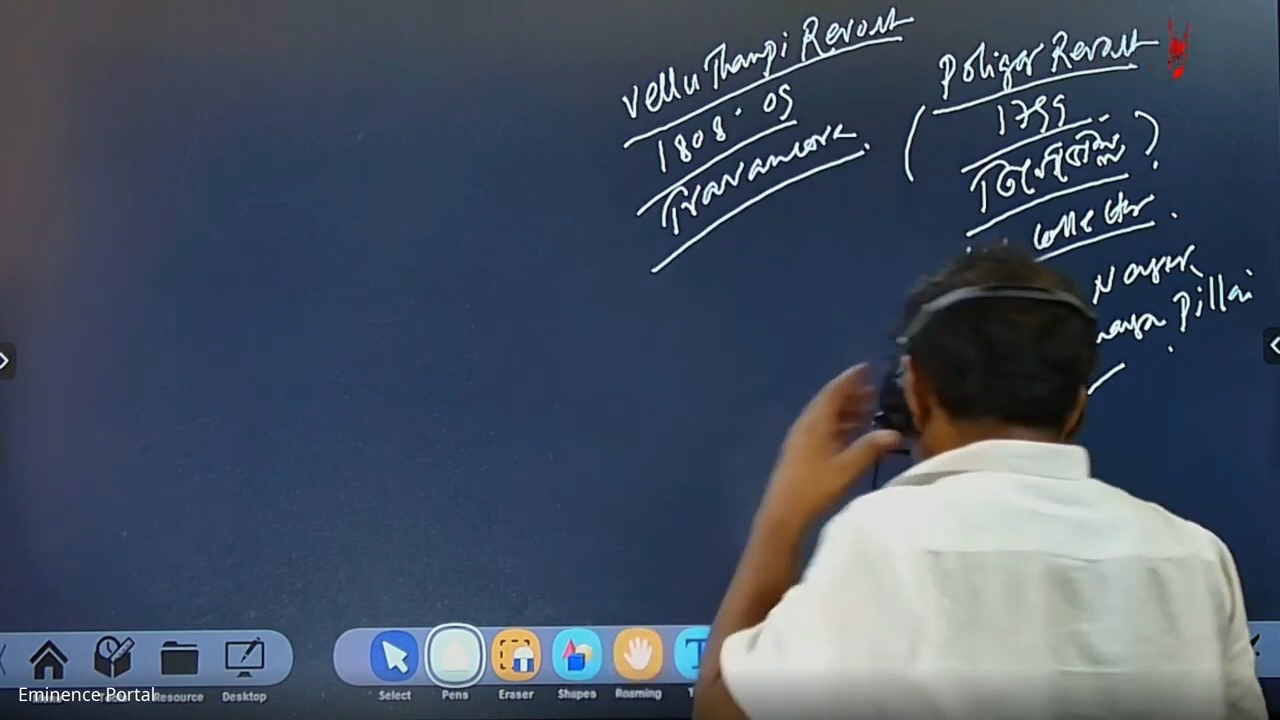 Vellu Thampi Revolt
1808-09
Travancore.
Poligar Revolt
(1799)
তিনেভেলি
collector.
Nayar
Pillai
Select
Pens
Eraser
Shapes
Roaming
Resource
Desktop
Eminence Portal